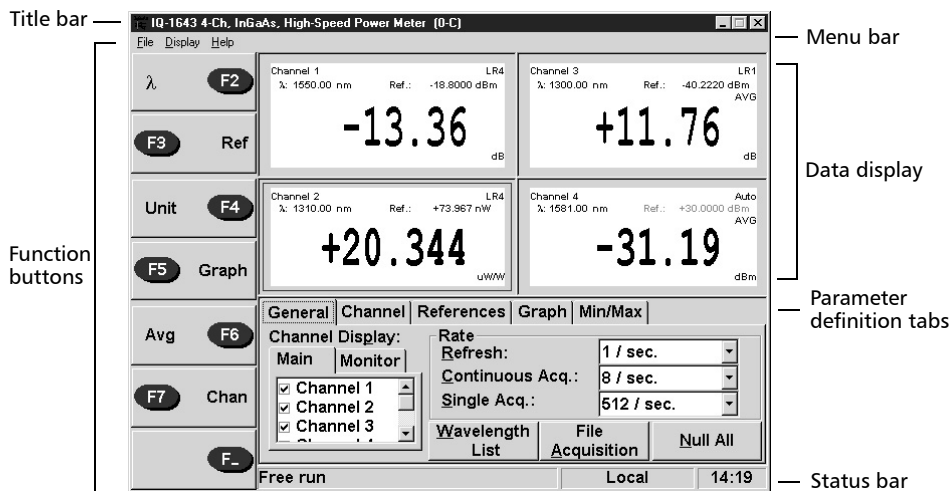 Title bar
IQ-1643 4-Ch, InGaAs, High-Speed Power Meter (0-C)
File Display Help
Menu bar
Function buttons
λ F2
F3 Ref
Unit F4
F5 Graph
Avg F6
F7 Chan
F_
Channel 1 LR4
λ: 1550.00 nm Ref.: -18.8000 dBm
-13.36
dB
Channel 3 LR1
λ: 1300.00 nm Ref.: -40.2220 dBm
AVG
+11.76
dB
Channel 2 LR4
λ: 1310.00 nm Ref.: +73.967 nW
+20.344
uW/W
Channel 4 Auto
λ: 1581.00 nm Ref.: +30.0000 dBm
AVG
-31.19
dBm
Data display
General Channel References Graph Min/Max
Parameter
definition tabs
Channel Display:
Main Monitor
Channel 1
Channel 2
Channel 3
Rate
Refresh: 1 / sec.
Continuous Acq.: 8 / sec.
Single Acq.: 512 / sec.
Wavelength List
File Acquisition
Null All
Free run Local 14:19
Status bar